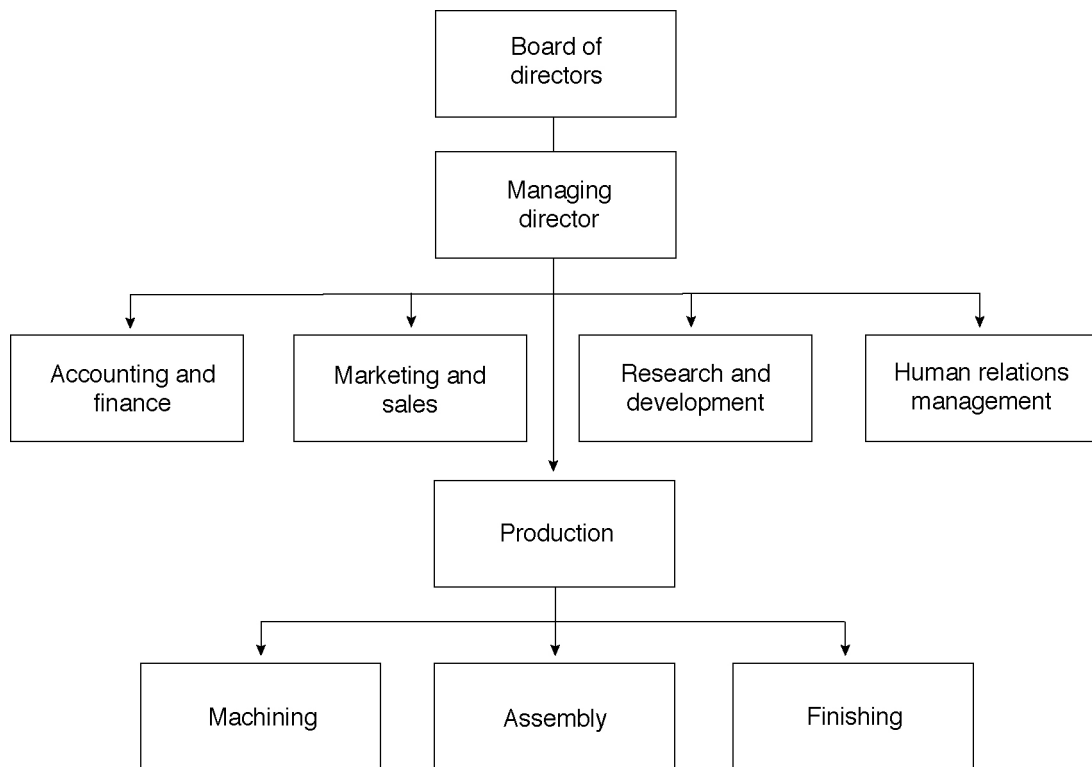 Board of
directors
Managing
director
Accounting and
finance
Marketing and
sales
Research and
development
Human relations
management
Production
Machining
Assembly
Finishing